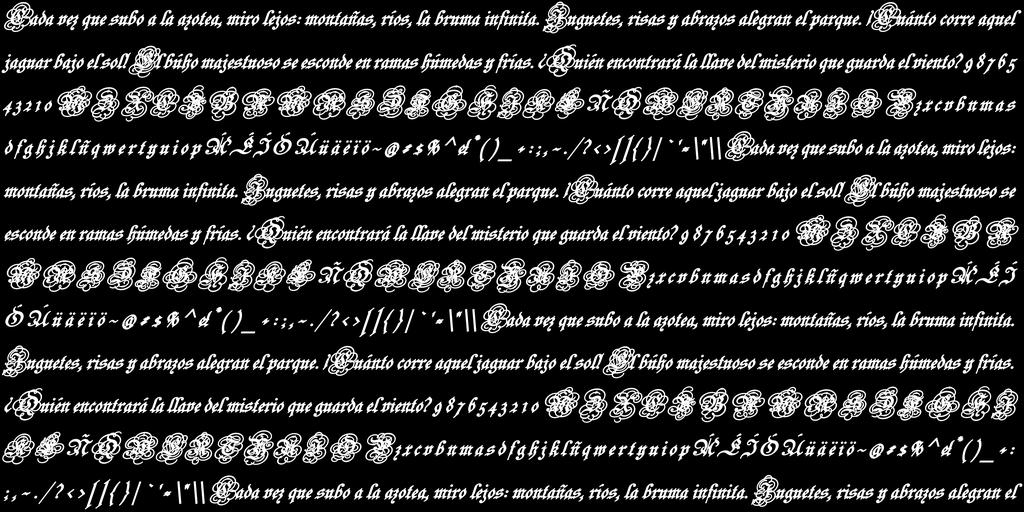 Cada vez que subo a la azotea, miro lejos: montañas, ríos, la bruma infinita. Juguetes, risas y abrazos alegran el parque. ¡Cuánto corre aquel
jaguar bajo el sol! El búho majestuoso se esconde en ramas húmedas y frías. ¿Quién encontrará la llave del misterio que guarda el viento? 9 8 7 6 5
4 3 2 1 0 Z X C V B N M A S D F G H J K L Ñ Q W E R T Y U I O P z x c v b n m a s
d f g h j k l ñ q w e r t y u i o p Á É Í Ó Ú ü ä ë ï ö ~ @ # $ % ^ & * ( ) _ + : ; , - . / ? < > [ ] { } | ` ' = \ " \ | Cada vez que subo a la azotea, miro lejos:
montañas, ríos, la bruma infinita. Juguetes, risas y abrazos alegran el parque. ¡Cuánto corre aquel jaguar bajo el sol! El búho majestuoso se
esconde en ramas húmedas y frías. ¿Quién encontrará la llave del misterio que guarda el viento? 9 8 7 6 5 4 3 2 1 0 Z X C V B N
M A S D F G H J K L Ñ Q W E R T Y U I O P z x c v b n m a s d f g h j k l ñ q w e r t y u i o p Á É Í
Ó Ú ü ä ë ï ö ~ @ # $ % ^ & * ( ) _ + : ; , - . / ? < > [ ] { } | ` ' = \ " \ | Cada vez que subo a la azotea, miro lejos: montañas, ríos, la bruma infinita.
Juguetes, risas y abrazos alegran el parque. ¡Cuánto corre aquel jaguar bajo el sol! El búho majestuoso se esconde en ramas húmedas y frías.
¿Quién encontrará la llave del misterio que guarda el viento? 9 8 7 6 5 4 3 2 1 0 Z X C V B N M A S D F G H J
K L Ñ Q W E R T Y U I O P z x c v b n m a s d f g h j k l ñ q w e r t y u i o p Á É Í Ó Ú ü ä ë ï ö ~ @ # $ % ^ & * ( ) _ + :
; , - . / ? < > [ ] { } | ` ' = \ " \ | Cada vez que subo a la azotea, miro lejos: montañas, ríos, la bruma infinita. Juguetes, risas y abrazos alegran el